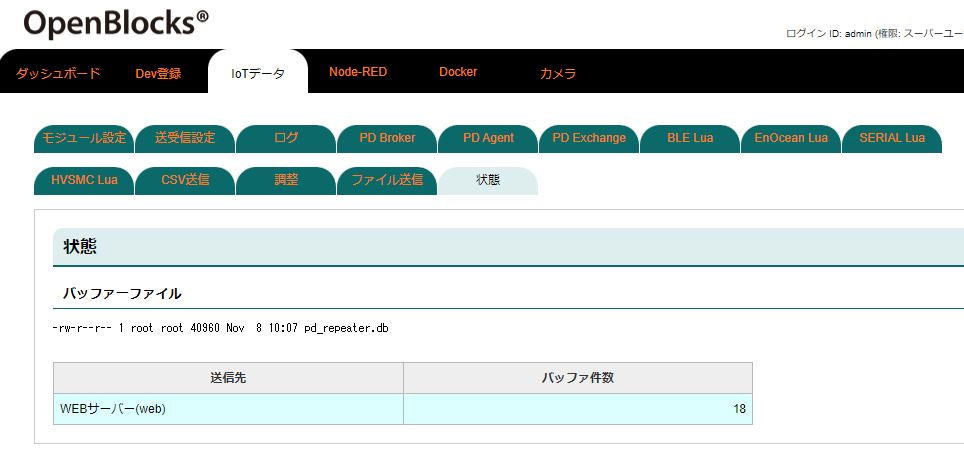 OpenBlocks®
ログイン ID: admin (権限: スーパーユー
ダッシュボード Dev登録 IoTデータ Node-RED Docker カメラ
モジュール設定 送受信設定 ログ PD Broker PD Agent PD Exchange BLE Lua EnOcean Lua SERIAL Lua
HVSMC Lua CSV送信 調整 ファイル送信 状態
状態
バッファーファイル
-rw-r--r-- 1 root root 40960 Nov  8 10:07 pd_repeater.db
送信先 バッファ件数
WEBサーバー(web) 18